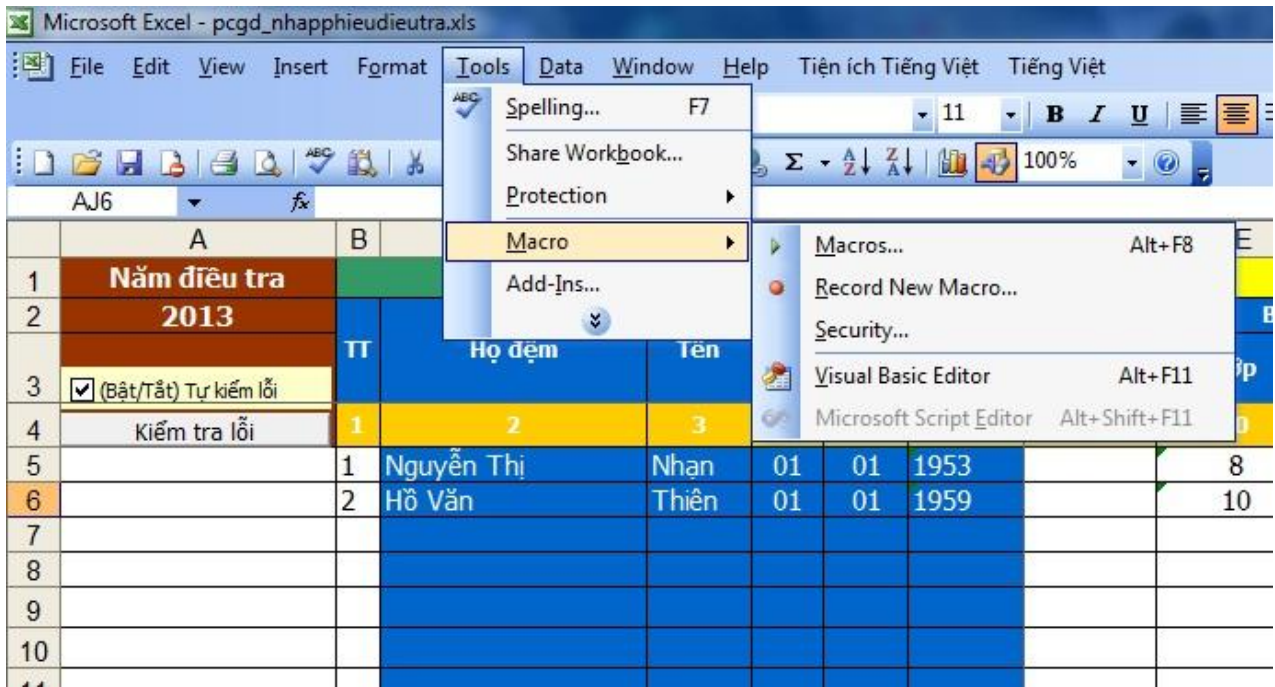 Microsoft Excel - pcgd_nhapphieudieutra.xls
File Edit View Insert Format Tools Data Window Help Tiện ích Tiếng Việt Tiếng Việt
Spelling... F7
11 B I U
Share Workbook...
Σ 100%
Protection
AJ6 fx
Macro
Macros... Alt+F8
Add-Ins...
Record New Macro...
Security...
Visual Basic Editor Alt+F11
Microsoft Script Editor Alt+Shift+F11
A B E
1 Năm điều tra
2 2013
TT Họ đệm Tên
3 (Bật/Tắt) Tự kiểm lỗi
4 Kiểm tra lỗi 1 2 3
5 1 Nguyễn Thị Nhạn 01 01 1953 8
6 2 Hồ Văn Thiên 01 01 1959 10
7
8
9
10